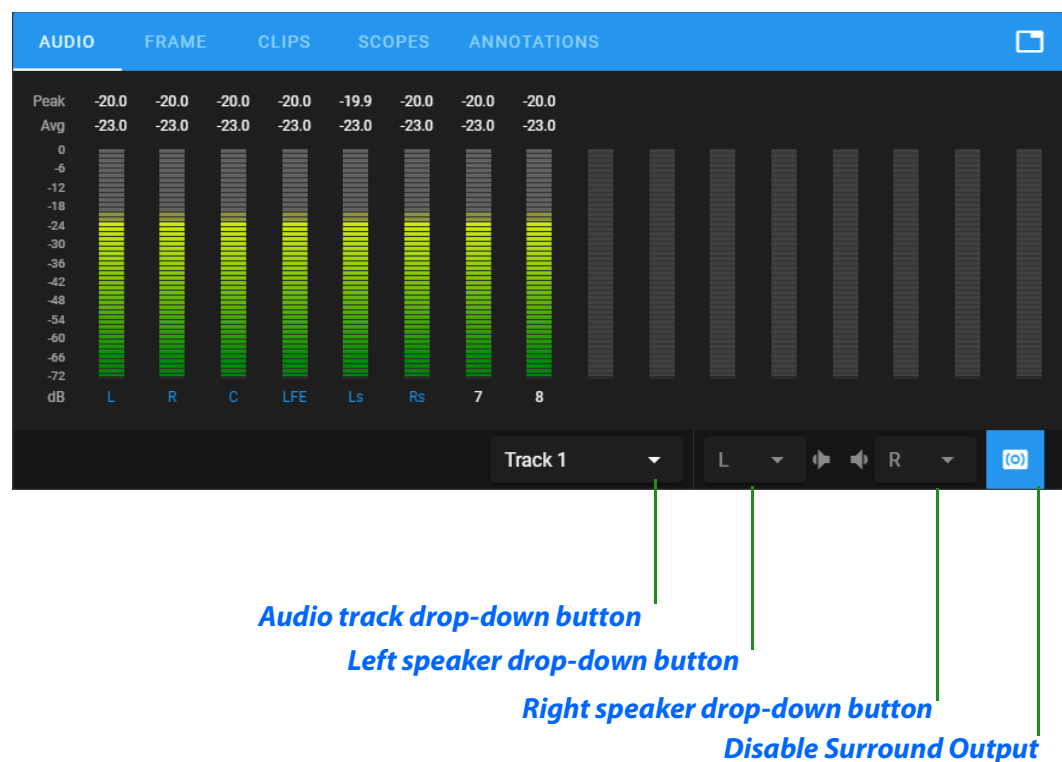 AUDIO FRAME CLIPS SCOPES ANNOTATIONS
Peak -20.0 -20.0 -20.0 -20.0 -19.9 -20.0 -20.0 -20.0
Avg -23.0 -23.0 -23.0 -23.0 -23.0 -23.0 -23.0 -23.0
0
-6
-12
-18
-24
-30
-36
-42
-48
-54
-60
-66
-72
dB L R C LFE Ls Rs 7 8
Track 1 L R
Audio track drop-down button
Left speaker drop-down button
Right speaker drop-down button
Disable Surround Output